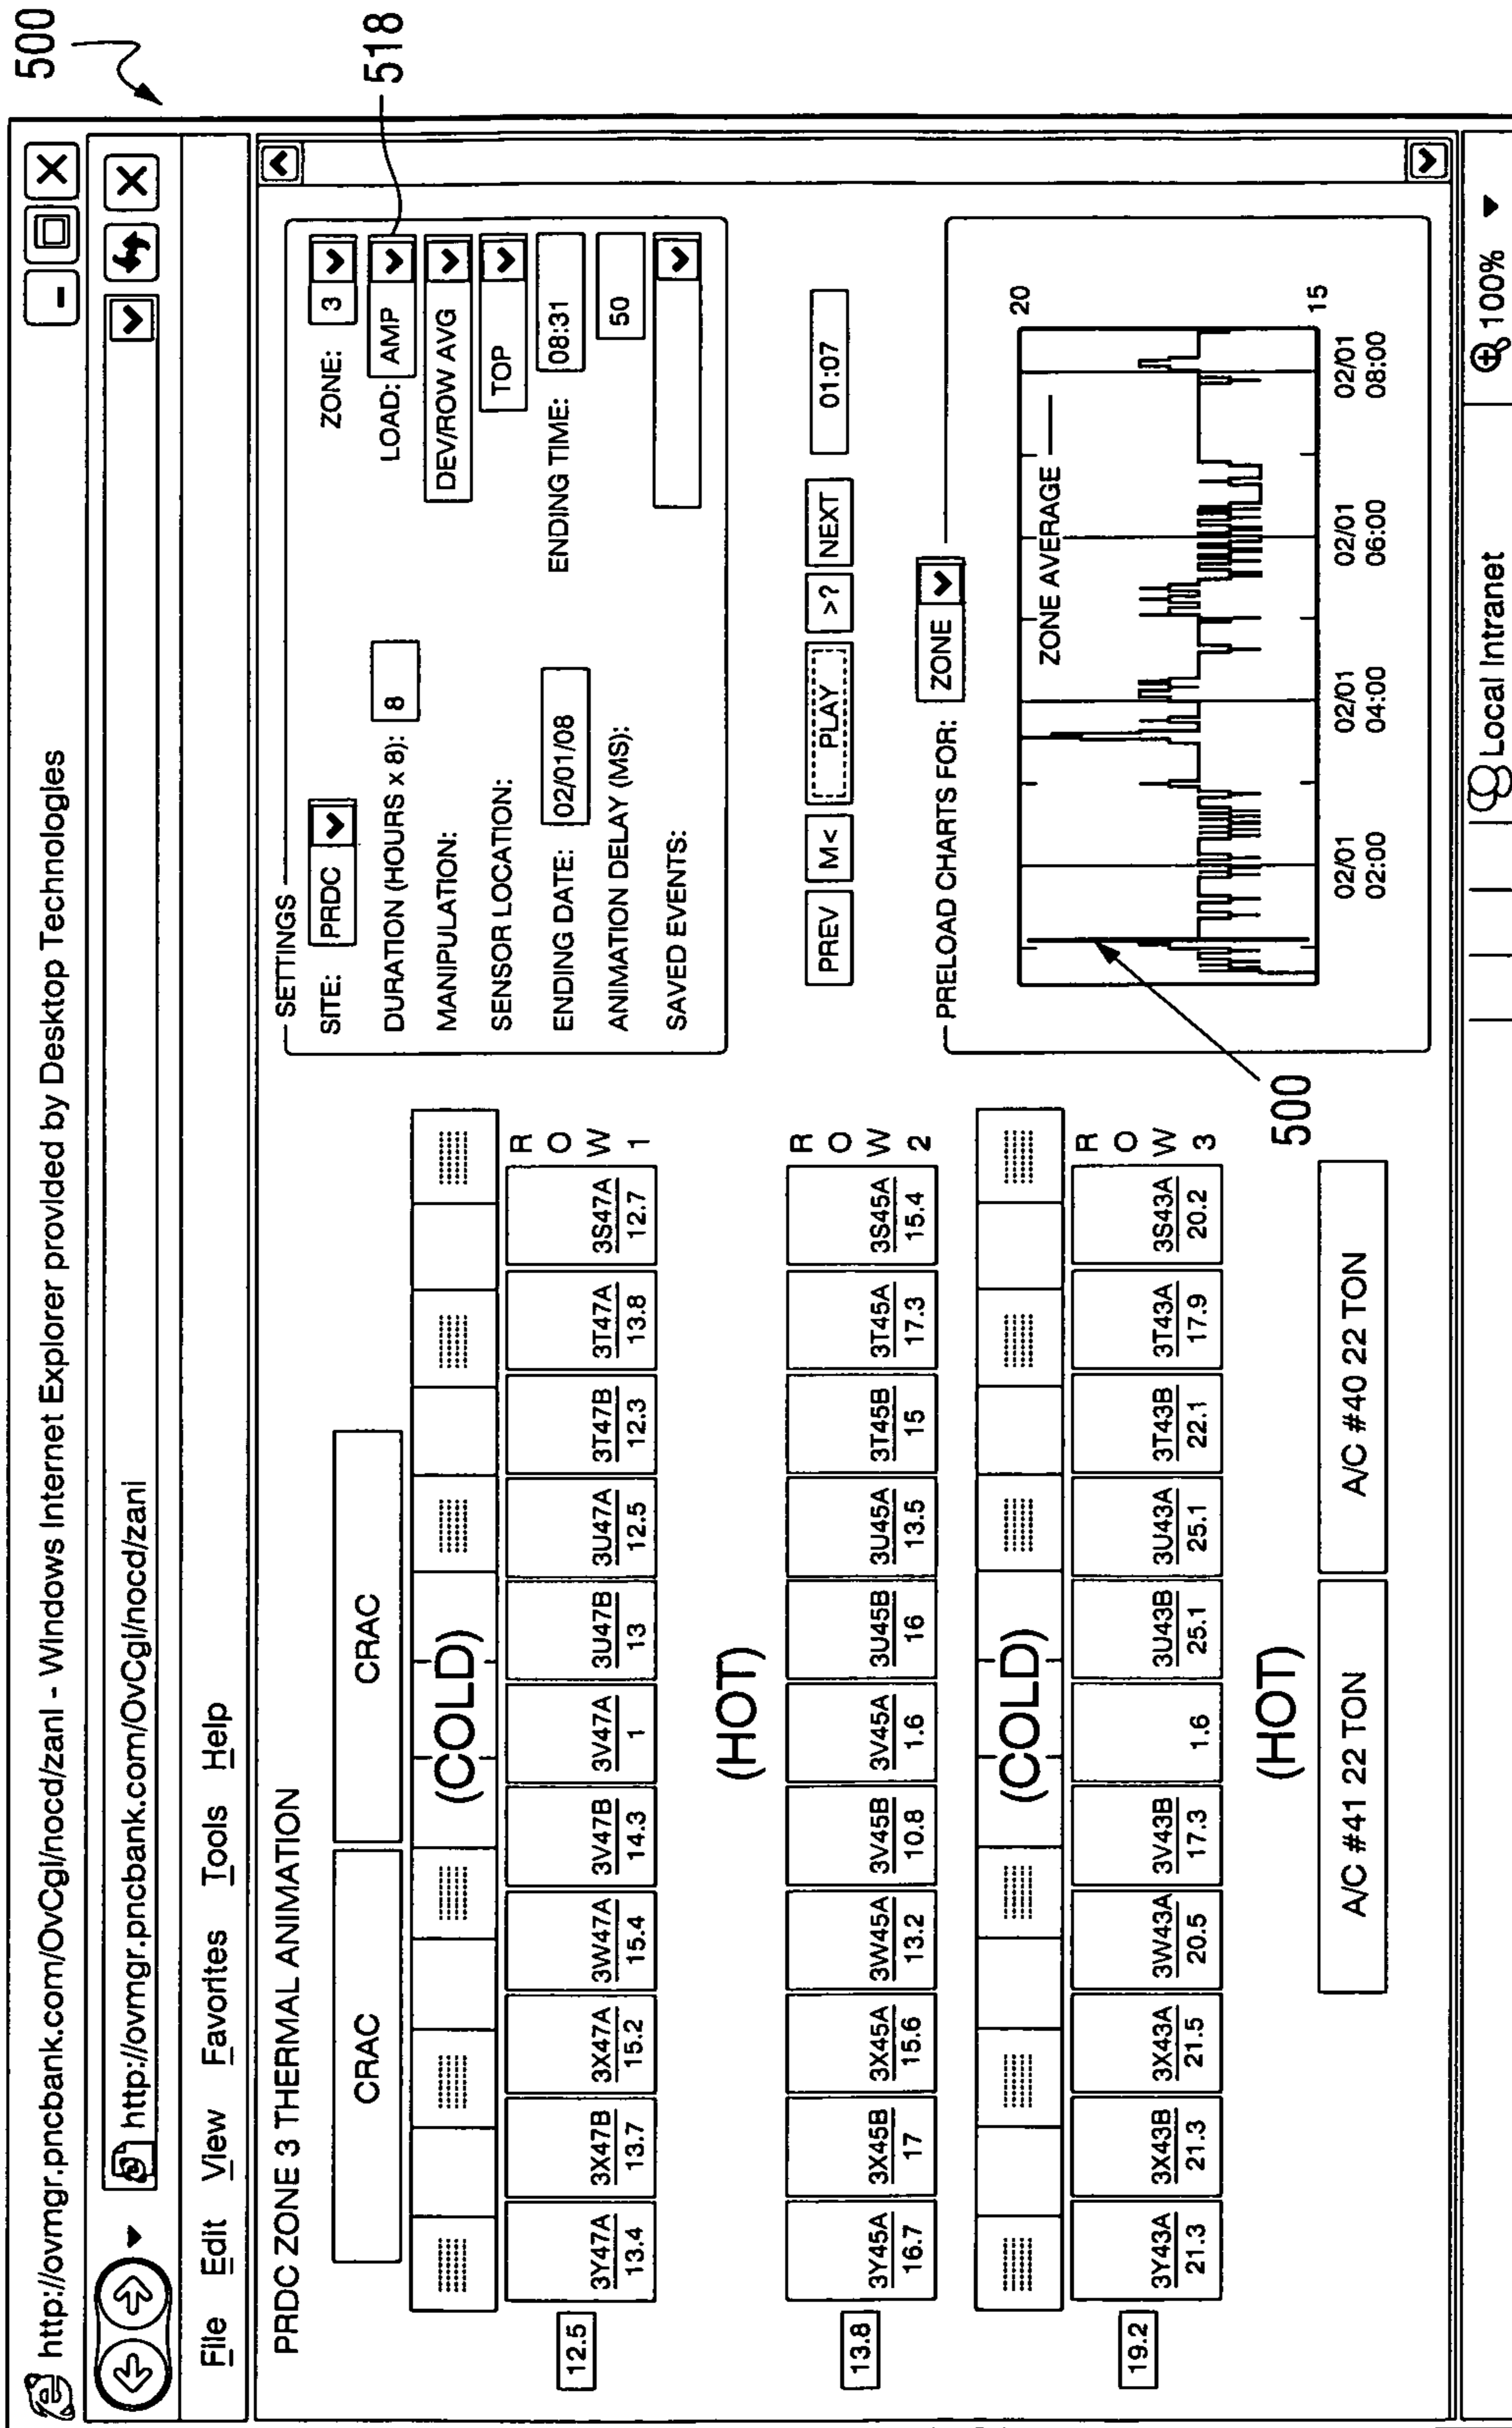 500
http://ovmgr.pncbank.com/OvCgi/nocd/zanI - Windows Internet Explorer provided by Desktop Technologies
http://ovmgr.pncbank.com/OvCgi/nocd/zani
File Edit View Favorites Tools Help
PRDC ZONE 3 THERMAL ANIMATION
CRAC CRAC
(COLD)
3Y47A 3X47B 3X47A 3W47A 3V47B 3V47A 3U47B 3U47A 3T47B 3T47A 3S47A
12.5 13.4 13.7 15.2 15.4 14.3 1 13 12.5 12.3 13.8 12.7
ROW 1
(HOT)
3Y45A 3X45B 3X45A 3W45A 3V45B 3V45A 3U45B 3U45A 3T45B 3T45A 3S45A
13.8 16.7 17 15.6 13.2 10.8 1.6 16 13.5 15 17.3 15.4
ROW 2
(COLD)
3Y43A 3X43B 3X43A 3W43A 3V43B 3U43B 3U43A 3T43B 3T43A 3S43A
19.2 21.3 21.3 21.5 20.5 17.3 1.6 25.1 25.1 22.1 17.9 20.2
ROW 3
(HOT)
A/C #41 22 TON A/C #40 22 TON
SETTINGS
SITE: PRDC ZONE: 3
DURATION (HOURS x 8): 8 LOAD: AMP
518
MANIPULATION: DEV/ROW AVG
SENSOR LOCATION: TOP
ENDING DATE: 02/01/08 ENDING TIME: 08:31
ANIMATION DELAY (MS): 50
SAVED EVENTS:
PREV M< PLAY >? NEXT 01:07
PRELOAD CHARTS FOR: ZONE
20
ZONE AVERAGE
15
02/01 02/01 02/01 02/01
02:00 04:00 06:00 08:00
500
Local Intranet 100%